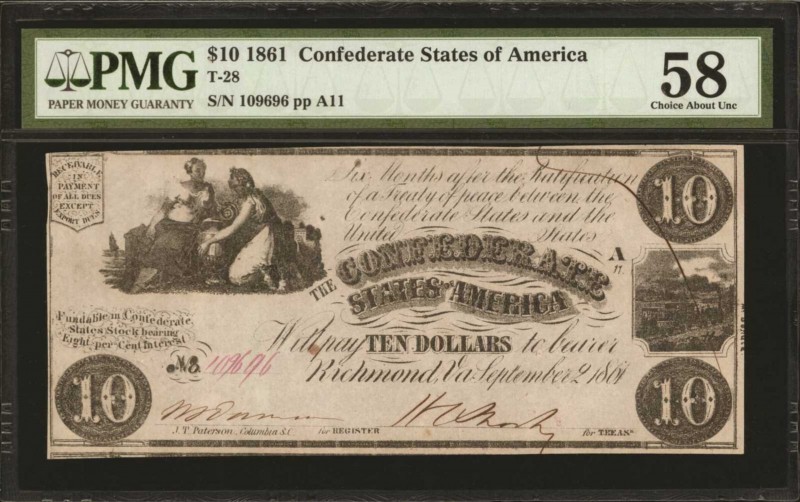 PMG
PAPER MONEY GUARANTY
$10 1861 Confederate States of America
T-28
S/N 109696 pp A11
58
Choice About Unc
RECEIVABLE
IN
PAYMENT
OF ALL DUES
EXCEPT
EXPORT DUES
Six Months after the Ratification
of a Treaty of peace between the
Confederate States and the
United States
10
A
11.
THE
CONFEDERATE
STATES OF AMERICA
Fundable in Confederate
States Stock bearing
Eight per Cent Interest
Will pay TEN DOLLARS to bearer
No. 109696
Richmond, Va September 2, 1861
10
10
J. T. Paterson, Columbia S.C.
for REGISTER
for TREASR